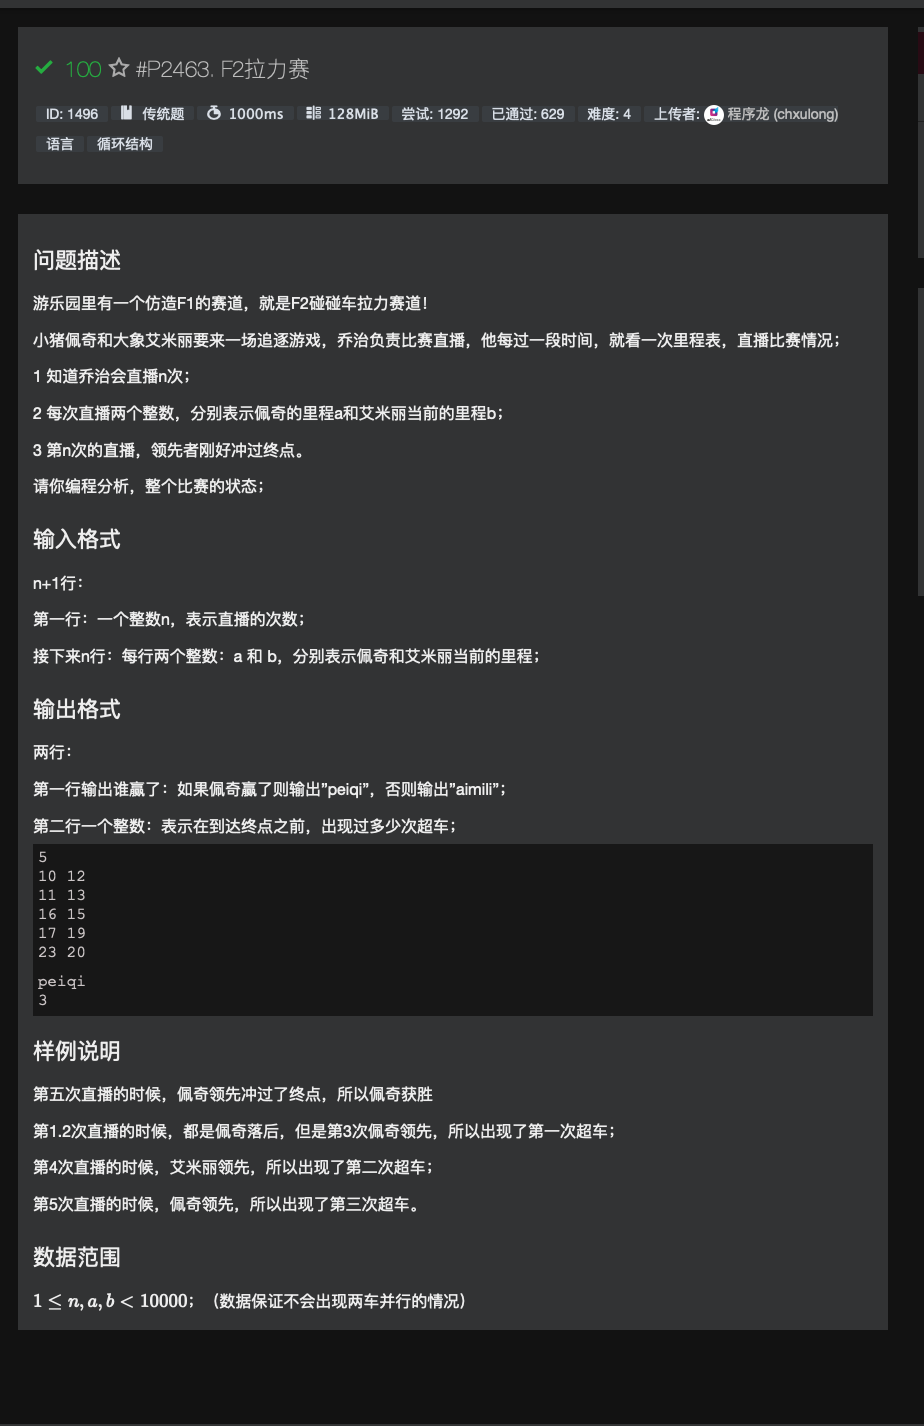 100 #P2463. F2拉力赛
ID: 1496 传统题 1000ms 128MiB 尝试: 1292 已通过: 629 难度: 4 上传者: 程序龙 (chxulong)
语言 循环结构
问题描述
游乐园里有一个仿造F1的赛道，就是F2碰碰车拉力赛道！
小猪佩奇和大象艾米丽要来一场追逐游戏，乔治负责比赛直播，他每过一段时间，就看一次里程表，直播比赛情况；
1 知道乔治会直播n次；
2 每次直播两个整数，分别表示佩奇的里程a和艾米丽当前的里程b；
3 第n次的直播，领先者刚好冲过终点。
请你编程分析，整个比赛的状态；
输入格式
n+1行：
第一行：一个整数n，表示直播的次数；
接下来n行：每行两个整数：a 和 b，分别表示佩奇和艾米丽当前的里程；
输出格式
两行：
第一行输出谁赢了：如果佩奇赢了则输出”peiqi”，否则输出”aimili”；
第二行一个整数：表示在到达终点之前，出现过多少次超车；
5
10 12
11 13
16 15
17 19
23 20
peiqi
3
样例说明
第五次直播的时候，佩奇领先冲过了终点，所以佩奇获胜
第1.2次直播的时候，都是佩奇落后，但是第3次佩奇领先，所以出现了第一次超车；
第4次直播的时候，艾米丽领先，所以出现了第二次超车；
第5次直播的时候，佩奇领先，所以出现了第三次超车。
数据范围
1 ≤ n, a, b < 10000；（数据保证不会出现两车并行的情况）